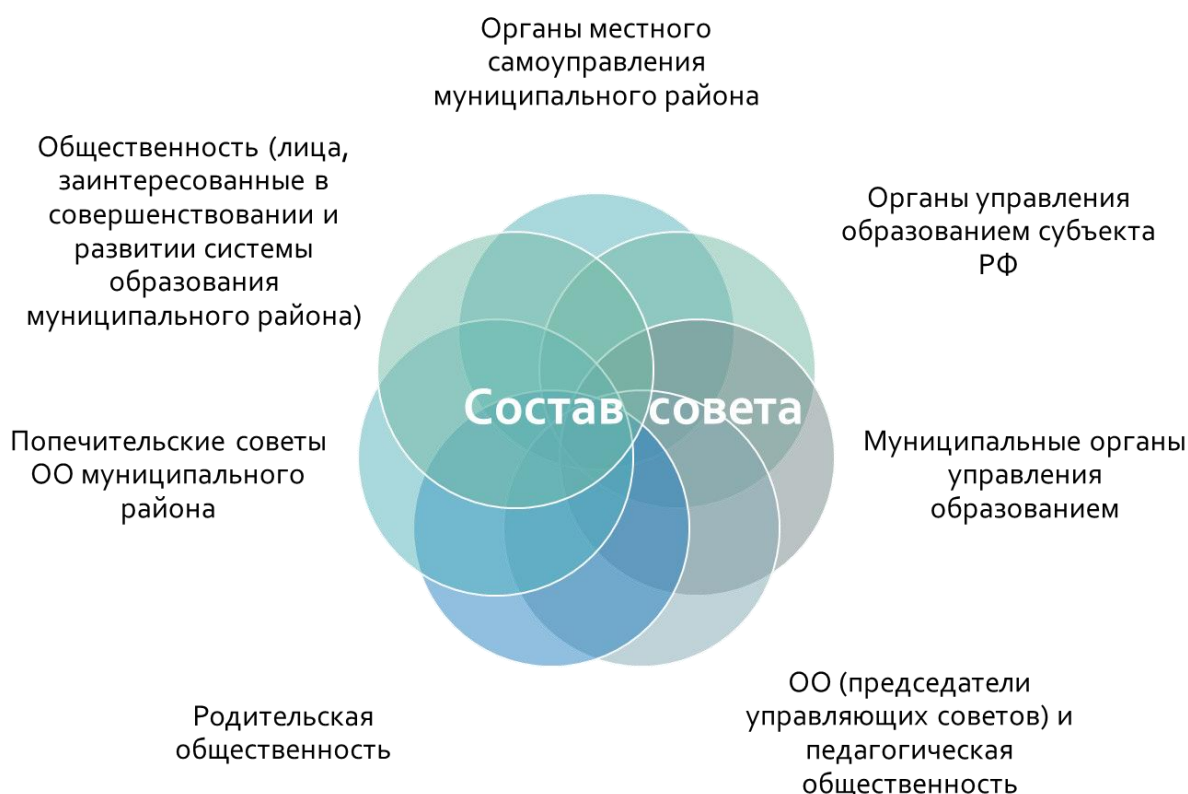 Органы местного
самоуправления
муниципального района
Общественность (лица,
заинтересованные в
совершенствовании и
развитии системы
образования
муниципального района)
Органы управления
образованием субъекта
РФ
Состав совета
Попечительские советы
ОО муниципального
района
Муниципальные органы
управления
образованием
Родительская
общественность
ОО (председатели
управляющих советов) и
педагогическая
общественность